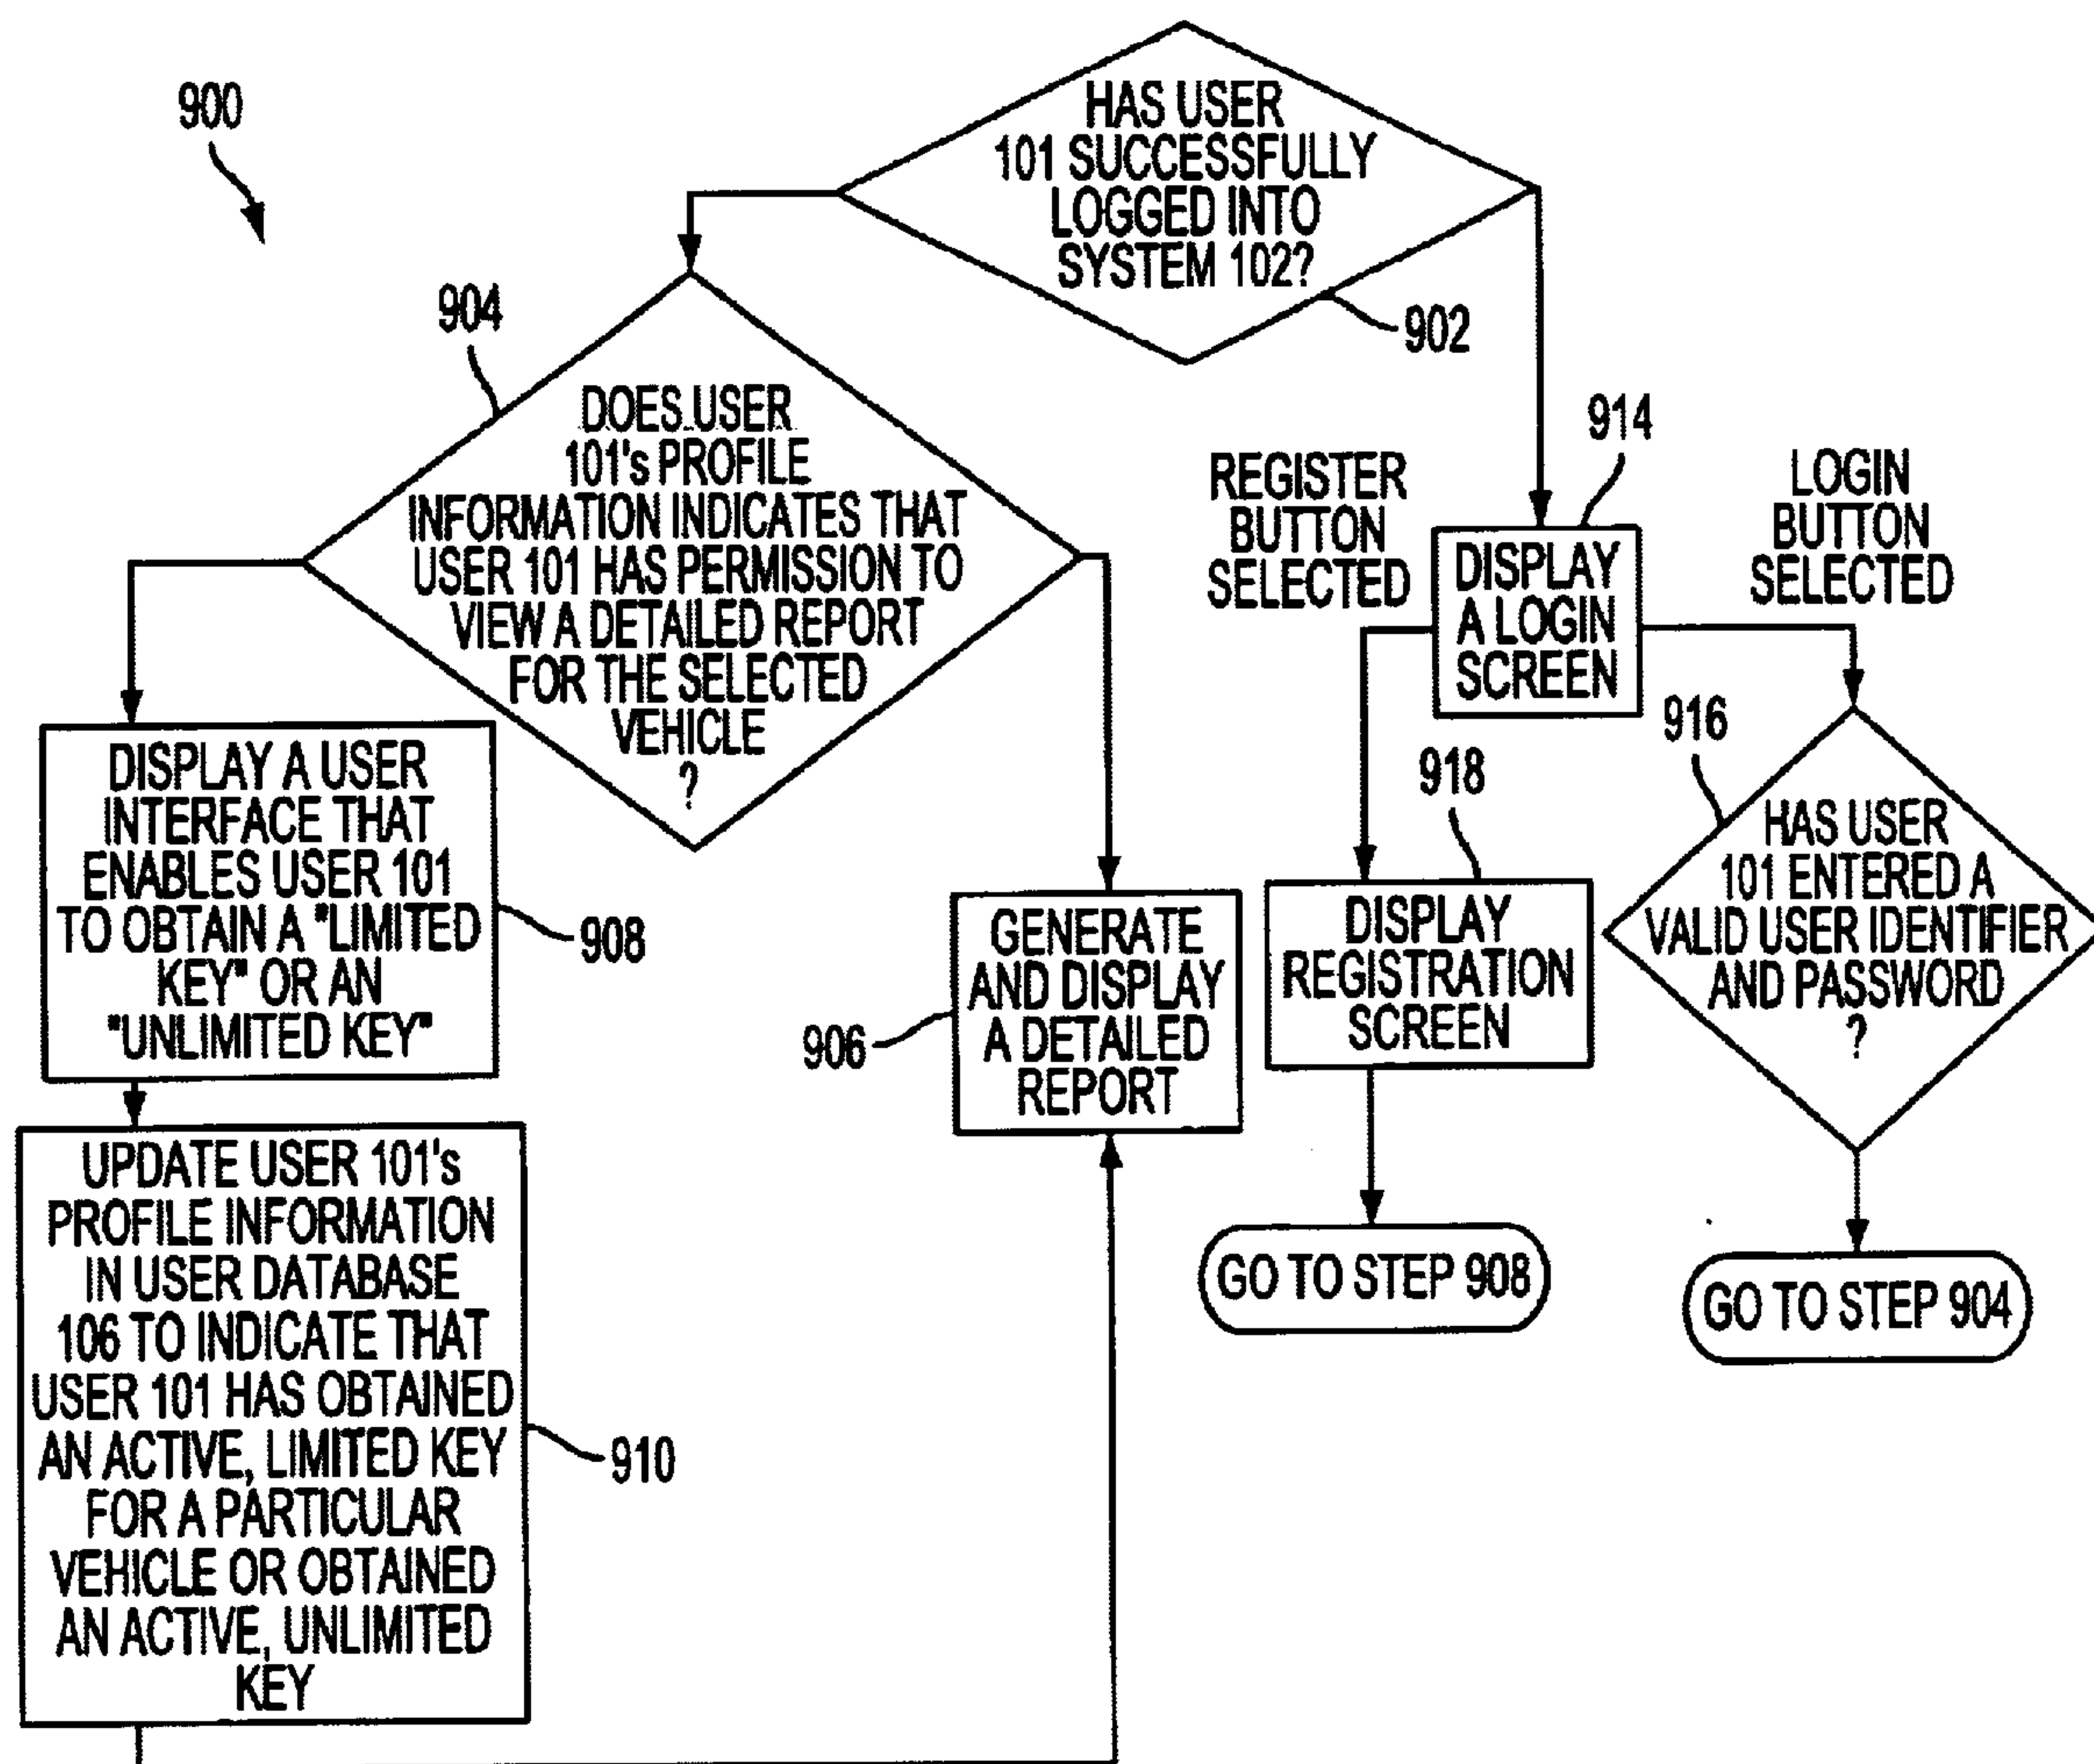 900
HAS USER
101 SUCCESSFULLY
LOGGED INTO
SYSTEM 102?
902
904
DOES USER
101's PROFILE
INFORMATION INDICATES THAT
USER 101 HAS PERMISSION TO
VIEW A DETAILED REPORT
FOR THE SELECTED
VEHICLE
?
914
REGISTER
BUTTON
SELECTED
DISPLAY
A LOGIN
SCREEN
LOGIN
BUTTON
SELECTED
DISPLAY A USER
INTERFACE THAT
ENABLES USER 101
TO OBTAIN A "LIMITED
KEY" OR AN
"UNLIMITED KEY"
908
906
GENERATE
AND DISPLAY
A DETAILED
REPORT
918
DISPLAY
REGISTRATION
SCREEN
916
HAS USER
101 ENTERED A
VALID USER IDENTIFIER
AND PASSWORD
?
UPDATE USER 101's
PROFILE INFORMATION
IN USER DATABASE
106 TO INDICATE THAT
USER 101 HAS OBTAINED
AN ACTIVE, LIMITED KEY
FOR A PARTICULAR
VEHICLE OR OBTAINED
AN ACTIVE, UNLIMITED
KEY
910
GO TO STEP 908
GO TO STEP 904